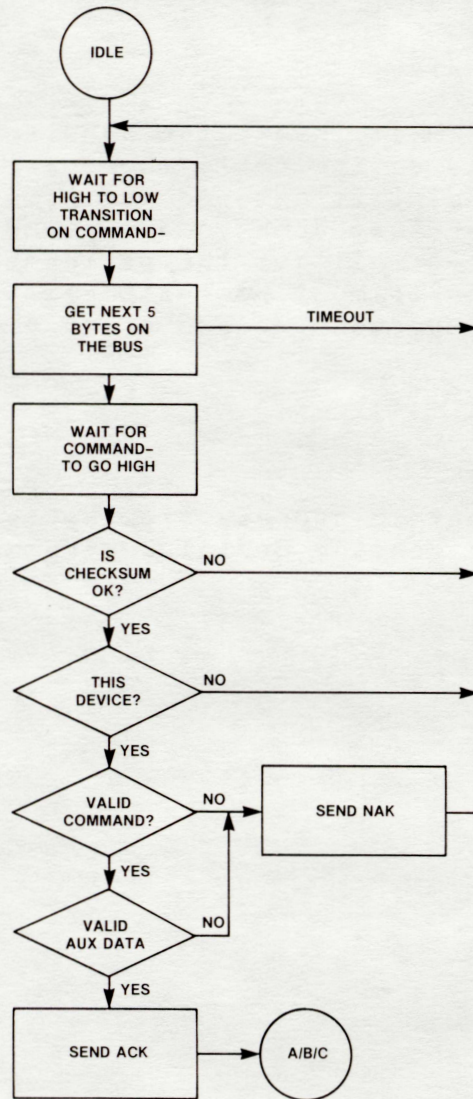 IDLE
WAIT FOR
HIGH TO LOW
TRANSITION
ON COMMAND–
GET NEXT 5
BYTES ON
THE BUS
TIMEOUT
WAIT FOR
COMMAND–
TO GO HIGH
IS
CHECKSUM
OK?
NO
YES
THIS
DEVICE?
NO
YES
VALID
COMMAND?
NO
SEND NAK
YES
VALID
AUX DATA
NO
YES
SEND ACK
A/B/C